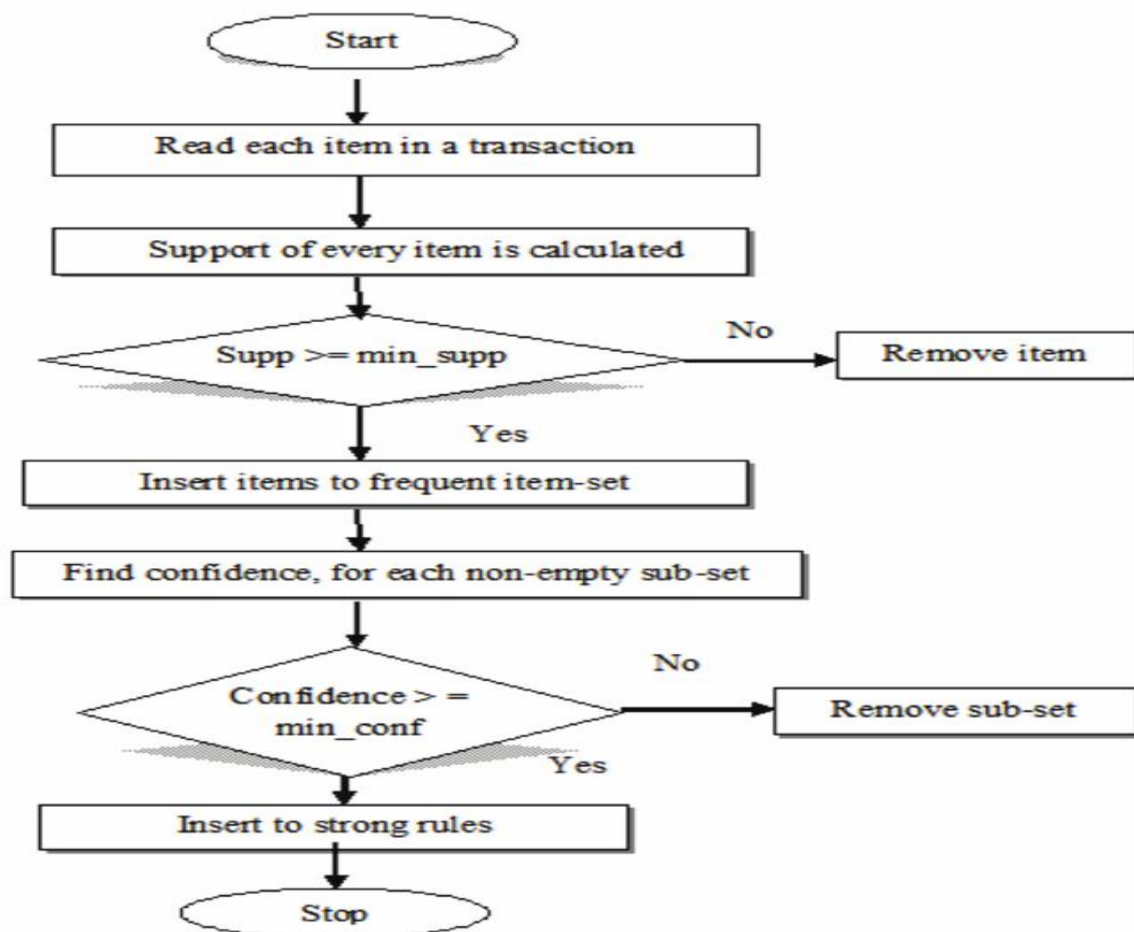 Start
Read each item in a transaction
Support of every item is calculated
Supp >= min_supp
No
Remove item
Yes
Insert items to frequent item-set
Find confidence, for each non-empty sub-set
Confidence > =
min_conf
No
Remove sub-set
Yes
Insert to strong rules
Stop